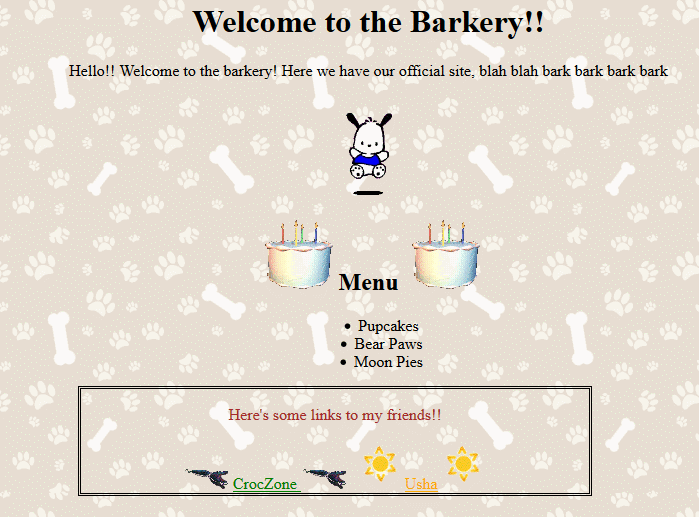 Welcome to the Barkery!!
Hello!! Welcome to the barkery! Here we have our official site, blah blah bark bark bark bark
Menu
Pupcakes
Bear Paws
Moon Pies
Here's some links to my friends!!
CrocZone Usha